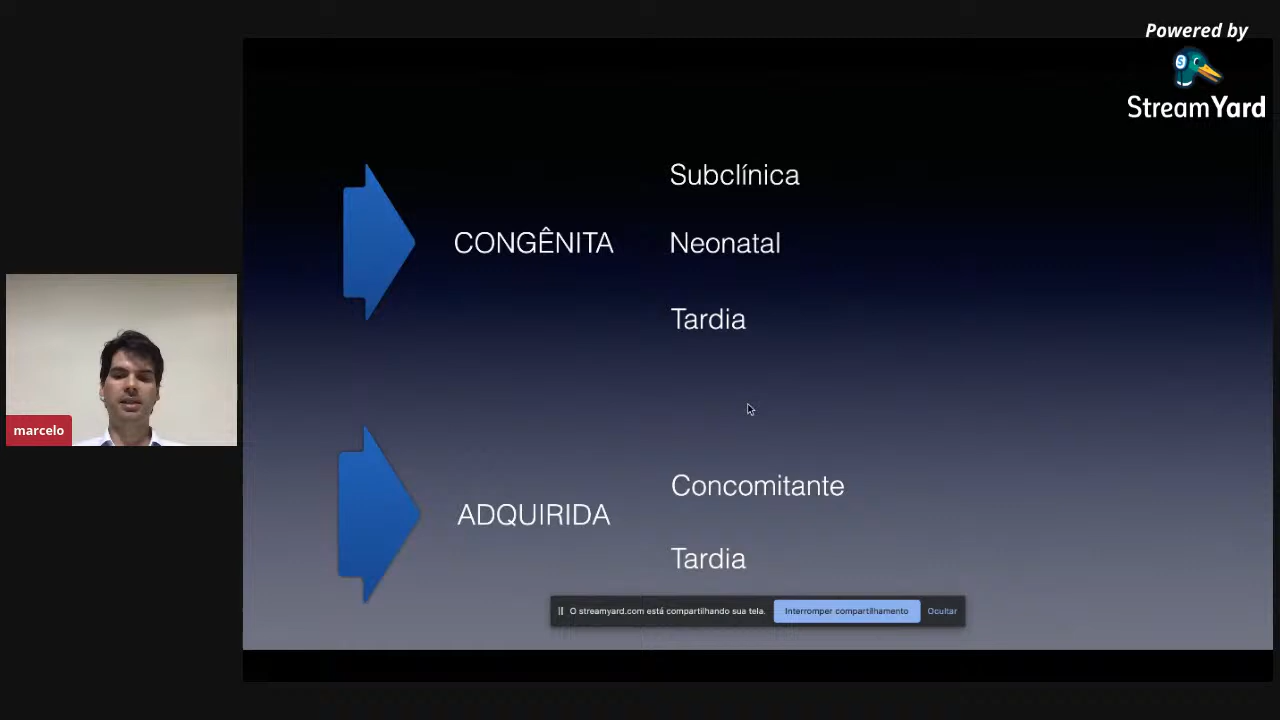 Powered by
StreamYard
Subclínica
CONGÊNITA
Neonatal
Tardia
marcelo
Concomitante
ADQUIRIDA
Tardia
O streamyard.com está compartilhando sua tela.
Interromper compartilhamento
Ocultar